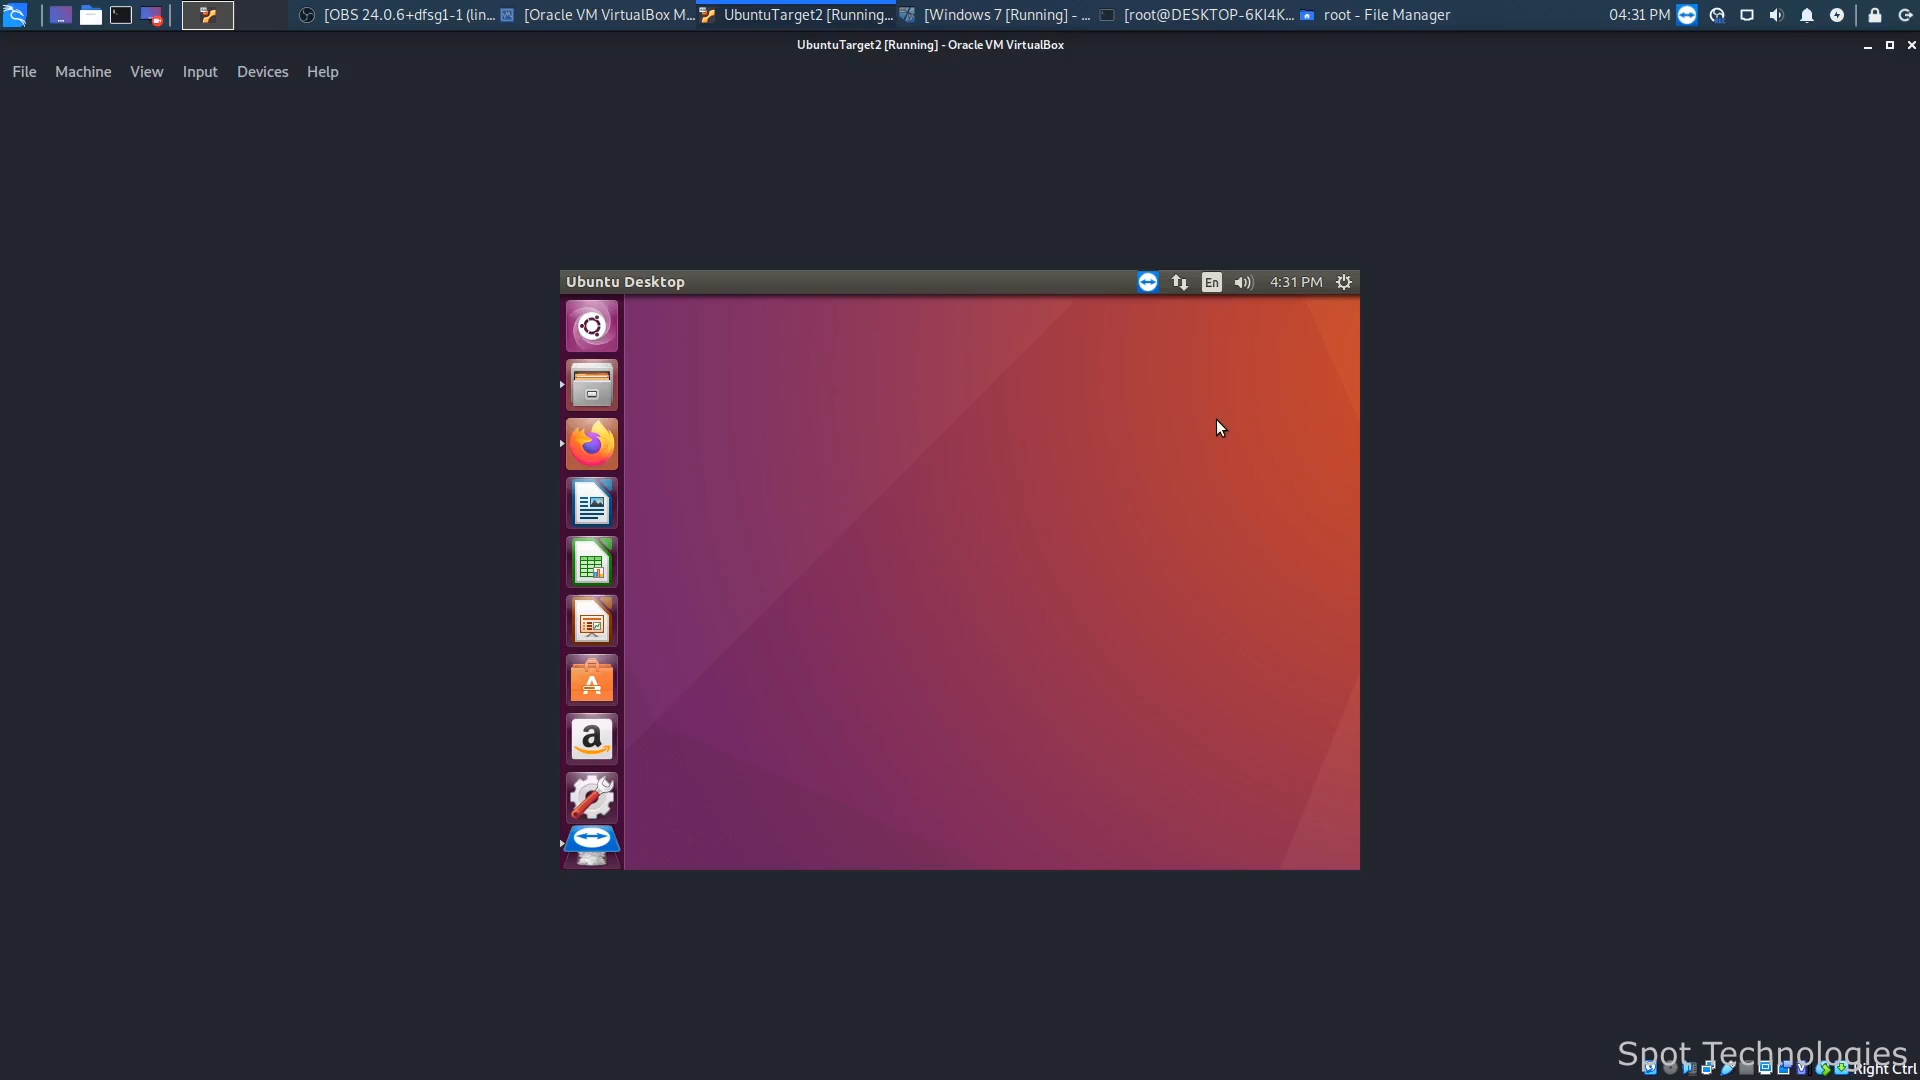 [OBS 24.0.6+dfsg1-1 (lin... [Oracle VM VirtualBox M... UbuntuTarget2 [Running... [Windows 7 [Running] - ... [root@DESKTOP-6KI4K... root - File Manager 04:31 PM
UbuntuTarget2 [Running] - Oracle VM VirtualBox
File Machine View Input Devices Help
Ubuntu Desktop En 4:31 PM
Spot Technologies
Right Ctrl